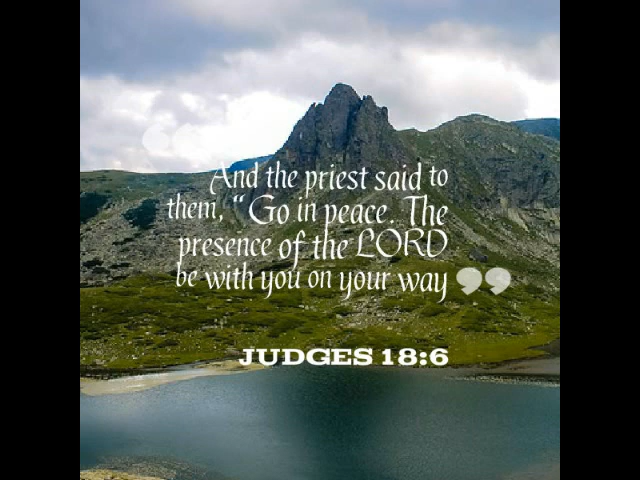 And the priest said to
them, “Go in peace. The
presence of the LORD
be with you on your way
JUDGES 18:6